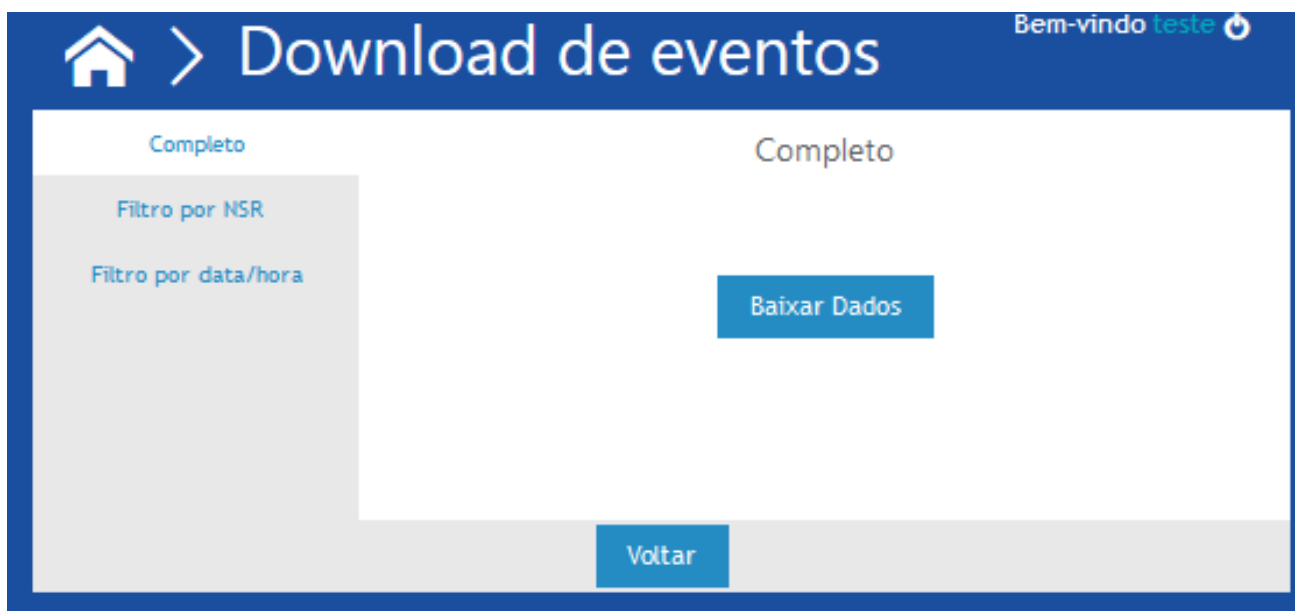 Bem-vindo teste
Download de eventos
Completo
Filtro por NSR
Filtro por data/hora
Completo
Baixar Dados
Voltar